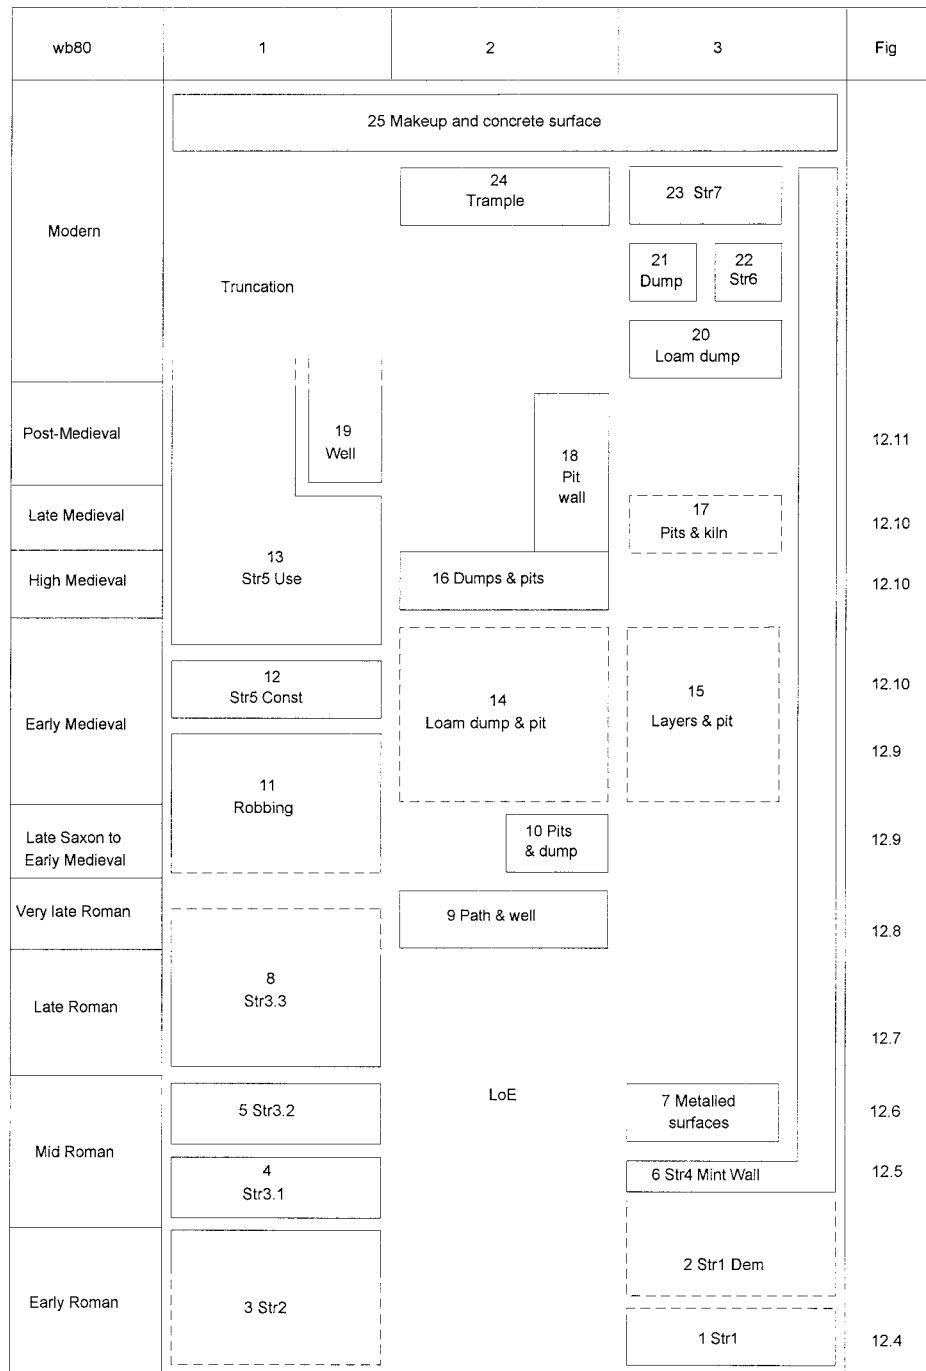 wb80 1 2 3 Fig
25 Makeup and concrete surface
24
Trample
23 Str7
Modern
21
Dump
22
Str6
Truncation
20
Loam dump
Post-Medieval
19
Well
18
Pit
wall
12.11
Late Medieval
17
Pits & kiln
12.10
13
Str5 Use
High Medieval
16 Dumps & pits
12.10
12
Str5 Const
14
Loam dump & pit
15
Layers & pit
12.10
Early Medieval
12.9
11
Robbing
Late Saxon to
Early Medieval
10 Pits
& dump
12.9
Very late Roman
9 Path & well
12.8
8
Str3.3
Late Roman
12.7
LoE
5 Str3.2
7 Metalled
surfaces
12.6
Mid Roman
4
Str3.1
6 Str4 Mint Wall
12.5
2 Str1 Dem
Early Roman
3 Str2
1 Str1
12.4